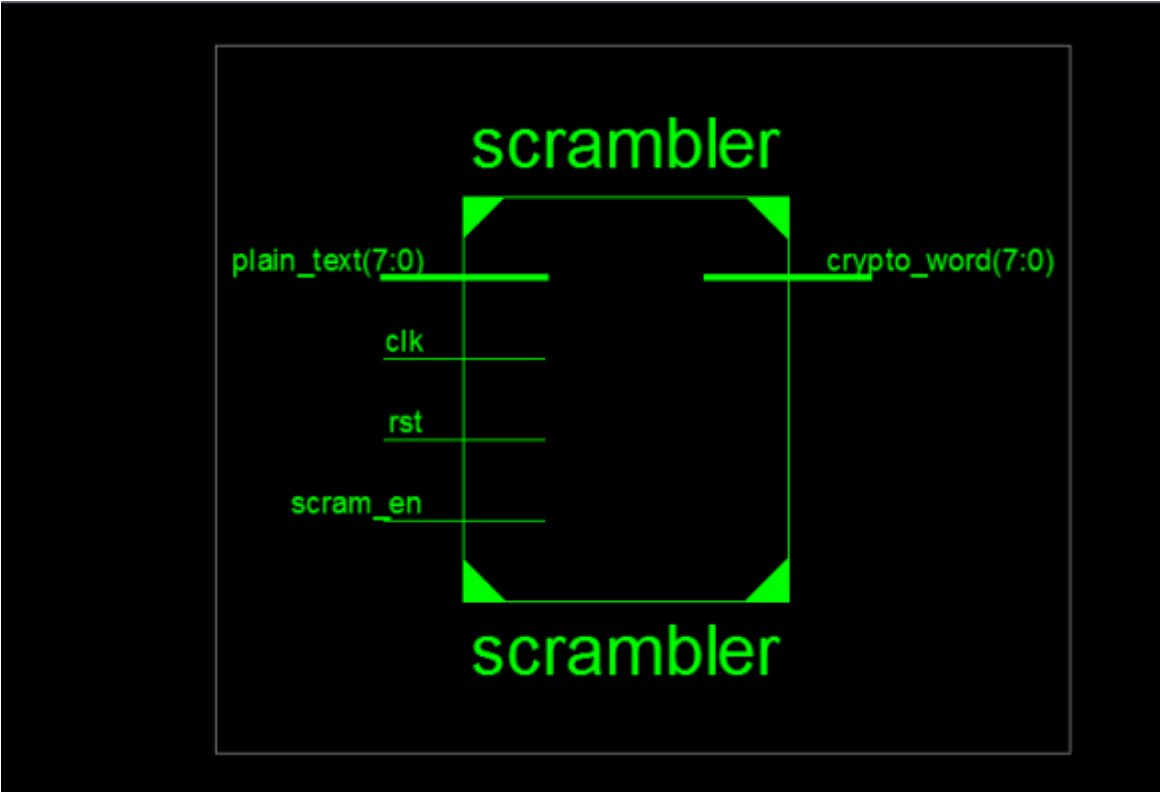 scrambler
plain_text(7:0)
crypto_word(7:0)
clk
rst
scram_en
scrambler